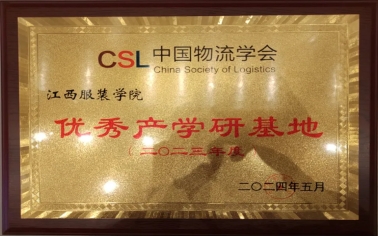 CSL 中国物流学会
China Society of Logistics
江西服装学院
优秀产学研基地
（二〇二三年度
二〇二四年五月